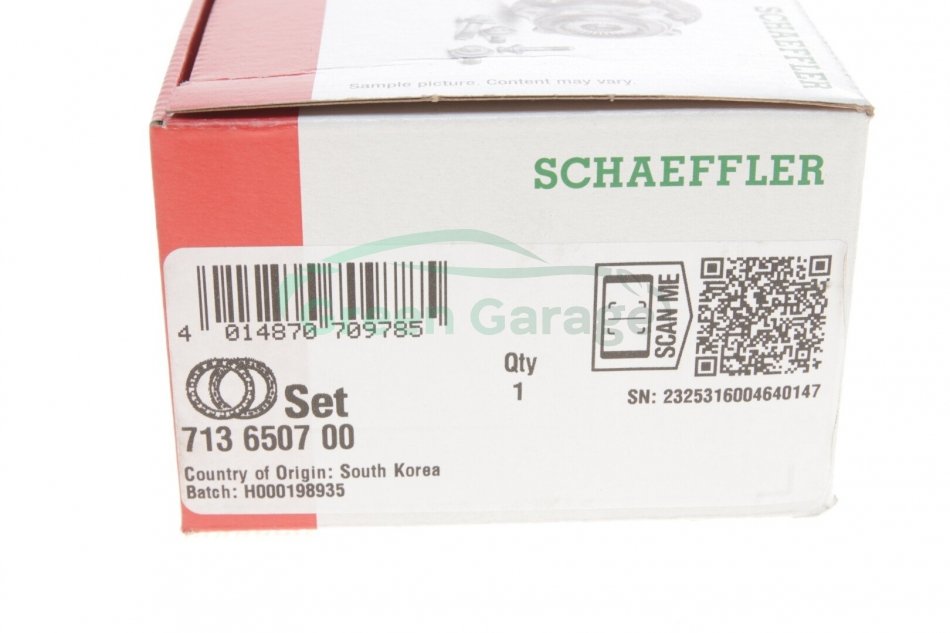 Sample picture. Content may vary.
SCHAEFFLER
SCHAEFFLER
Green Garage
4 014870 709785
SCAN ME
Qty
1
SN: 2325316004640147
Set
713 6507 00
Country of Origin: South Korea
Batch: H000198935